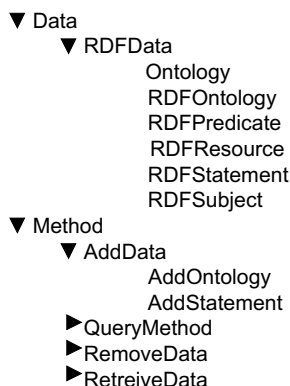 Data
RDFData
Ontology
RDFOntology
RDFPredicate
RDFResource
RDFStatement
RDFSubject
Method
AddData
AddOntology
AddStatement
QueryMethod
RemoveData
RetreiveData